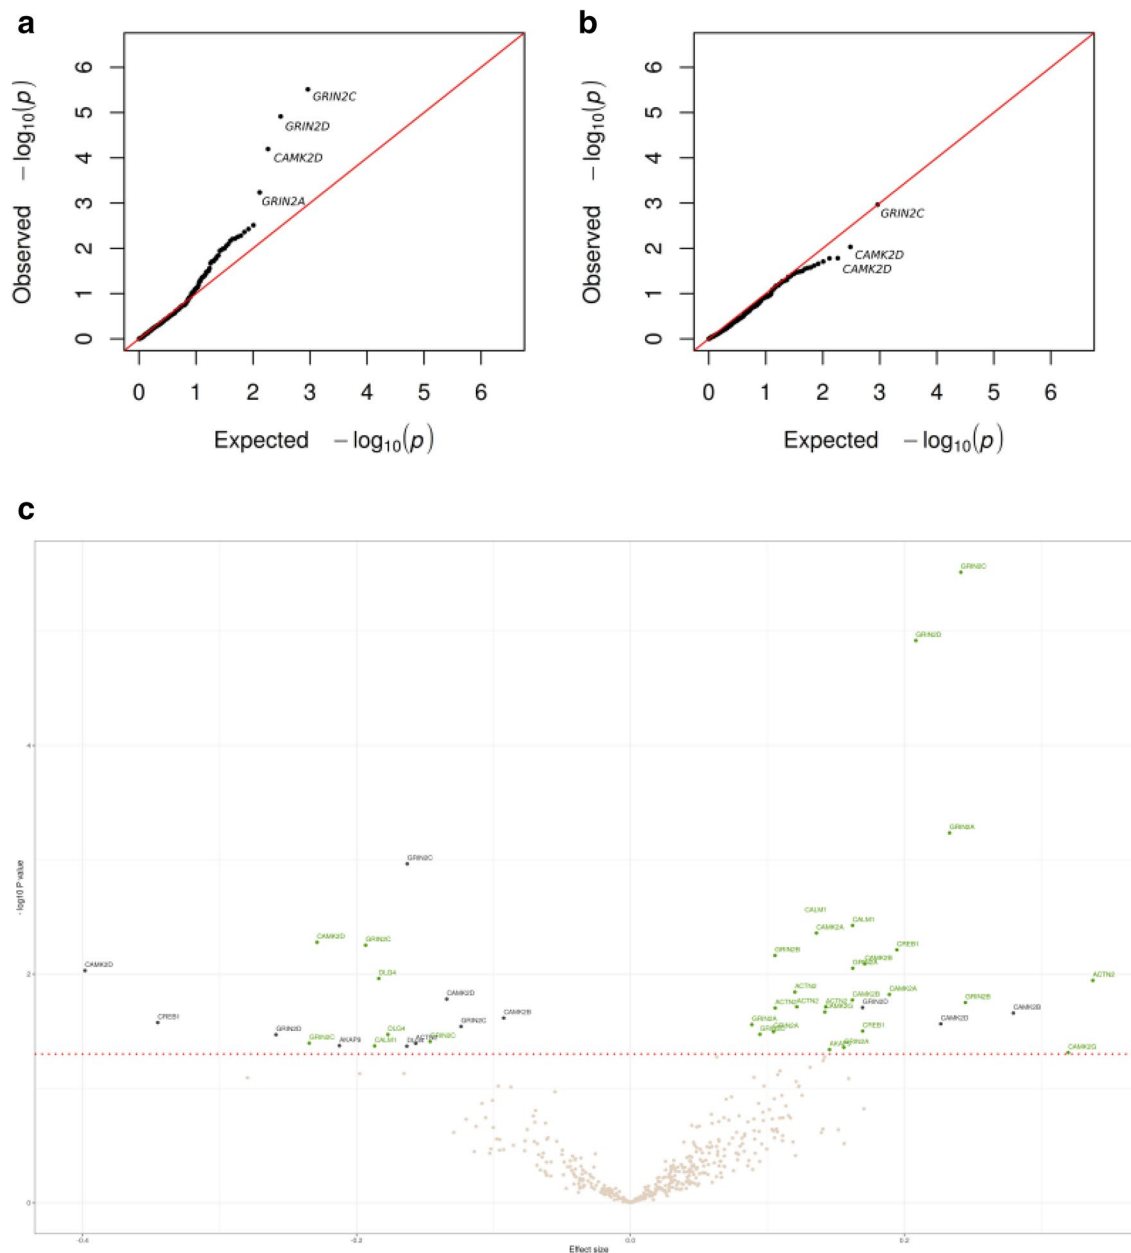 a
b
6
5
4
3
2
1
0
Observed −log10(p)
GRIN2C
GRIN2D
CAMK2D
GRIN2A
0 1 2 3 4 5 6
Expected −log10(p)
6
5
4
3
2
1
0
Observed −log10(p)
GRIN2C
CAMK2D
CAMK2D
0 1 2 3 4 5 6
Expected −log10(p)
c
GRIN2C
GRIN2D
4
GRIN2A
GRIN2C
- log10 P value
CALM1
CALM1
CAMK2A
CAMK2D
GRIN2C
CREB1
GRIN2B
CAMK2B
CAMK2D
2
DLG4
ACTN2
ACTN2
CAMK2A
CAMK2D
CAMK2B
GRIN2B
ACTN2
ACTN2
ACTN2
GRIN2D
CAMK2G
CAMK2B
CAMK2B
CREB1
GRIN2C
GRIN2A
CAMK2D
GRIN2A
CREB1
GRIN2D
DLG4
GRIN2C
GRIN2C
AKAP9
CALM1
GRIN2A
CAMK2G
0
-0.4 -0.2 0.0 0.2
Effect size